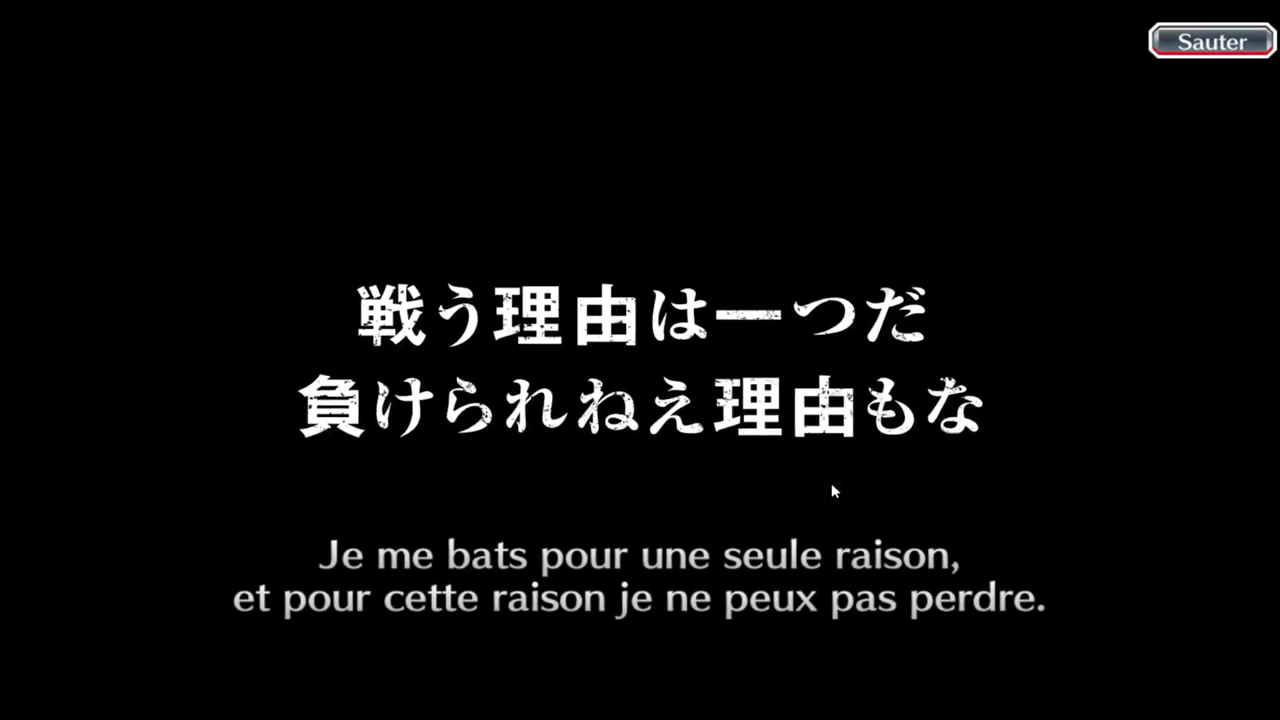 Sauter
戦う理由は一つだ
負けられねえ理由もな
Je me bats pour une seule raison,
et pour cette raison je ne peux pas perdre.